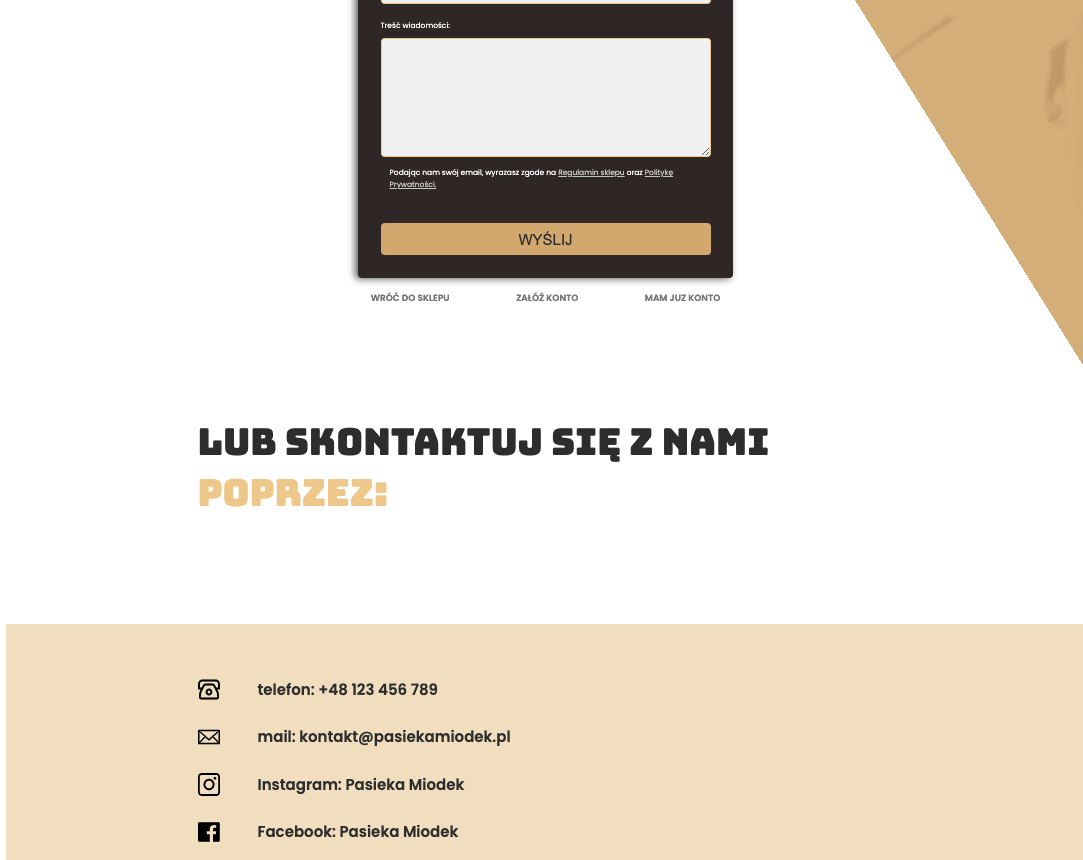 Treść wiadomości:
Podając nam swój email, wyrazasz zgode na Regulamin sklepu oraz Politykę
Prywatności.
WYŚLIJ
WRÓĆ DO SKLEPU
ZAŁÓŻ KONTO
MAM JUZ KONTO
LUB SKONTAKTUJ SIĘ Z NAMI
POPRZEZ:
telefon: +48 123 456 789
mail: kontakt@pasiekamiodek.pl
Instagram: Pasieka Miodek
Facebook: Pasieka Miodek